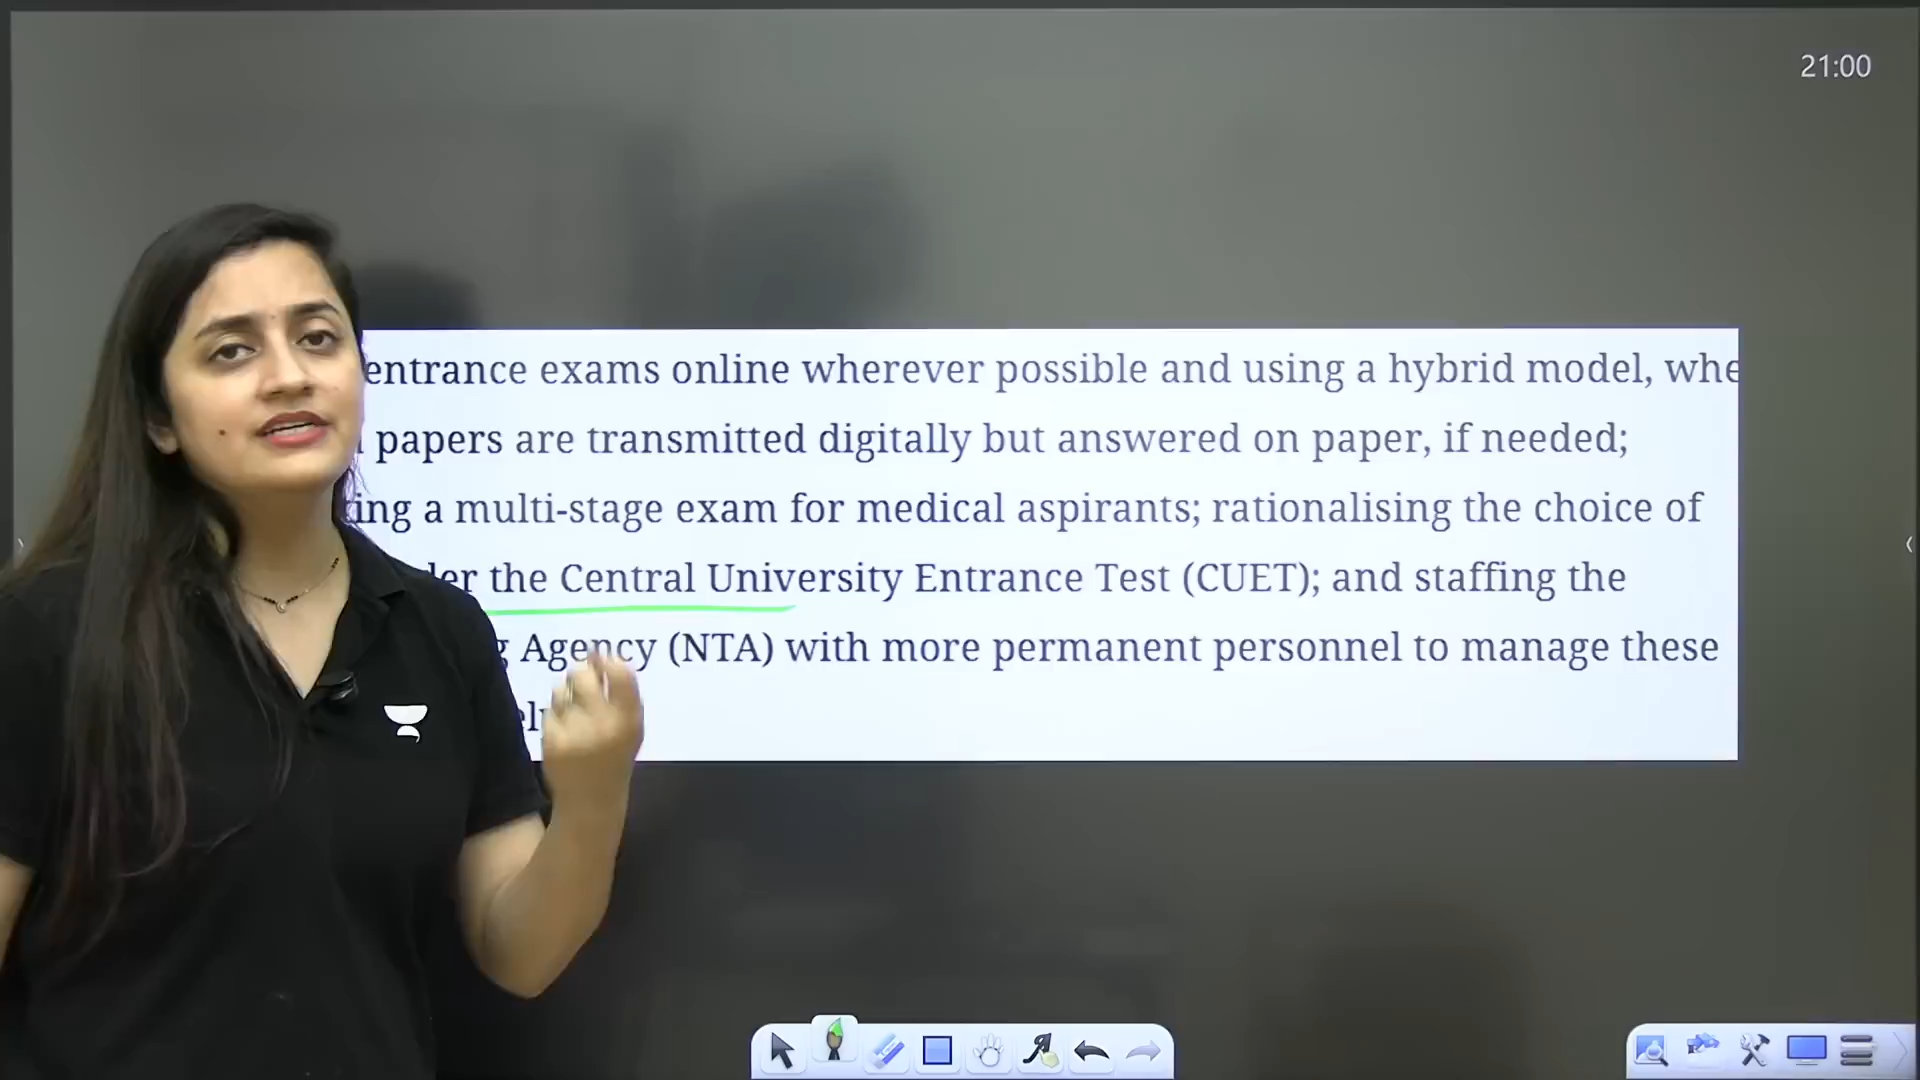 21:00
entrance exams online wherever possible and using a hybrid model,
papers are transmitted digitally but answered on paper, if needed;
a multi-stage exam for medical aspirants; rationalising the choice of
the Central University Entrance Test (CUET); and staffing the
Agency (NTA) with more permanent personnel to manage these